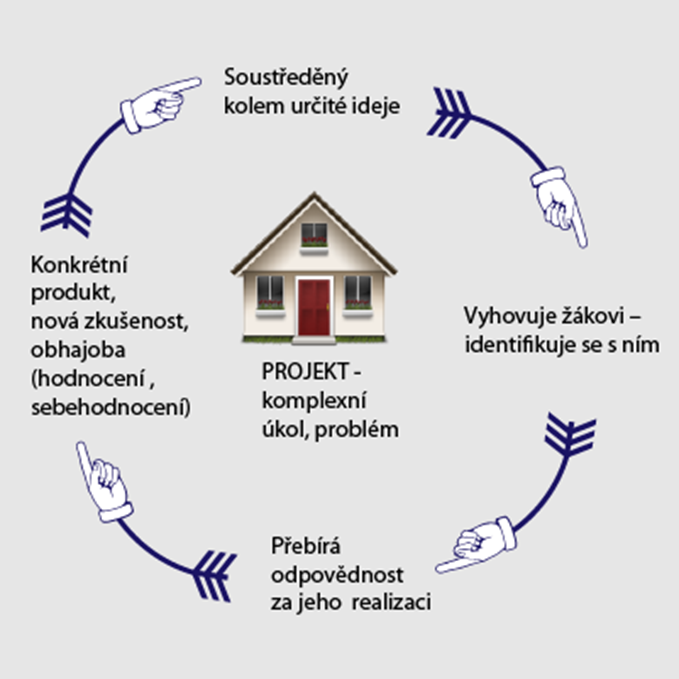 Soustředěný
kolem určité ideje
Vyhovuje žákovi –
identifikuje se s ním
Přebírá
odpovědnost
za jeho realizaci
Konkrétní
produkt,
nová zkušenost,
obhajoba
(hodnocení ,
sebehodnocení)
PROJEKT -
komplexní
úkol, problém